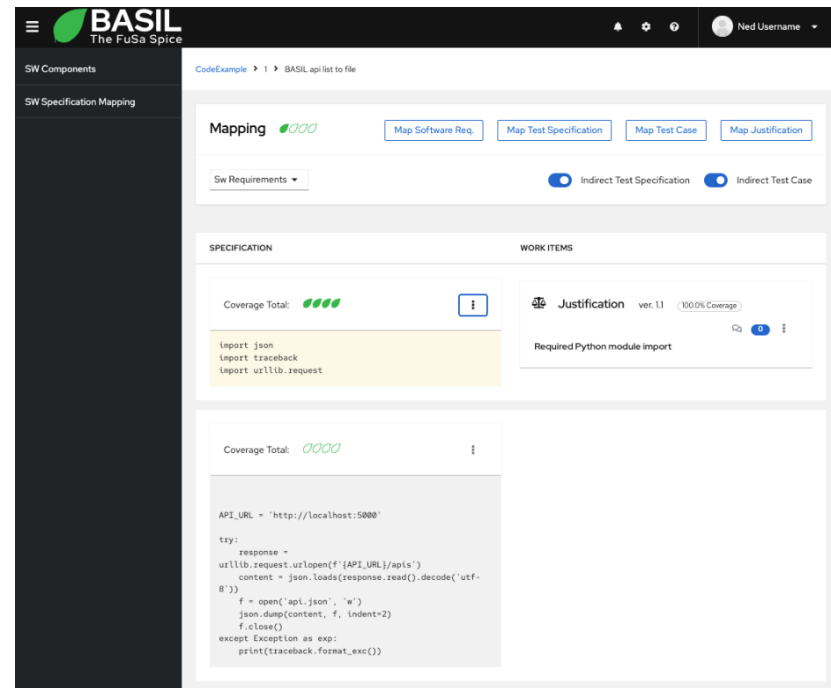 BASIL
The FuSa Spice
Ned Username
SW Components
SW Specification Mapping
CodeExample > 1 > BASIL api list to file
Mapping
Map Software Req.
Map Test Specification
Map Test Case
Map Justification
Sw Requirements
Indirect Test Specification
Indirect Test Case
SPECIFICATION
WORK ITEMS
Coverage Total:
import json
import traceback
import urllib.request
Justification ver. 1.1 100.0% Coverage
0
Required Python module import
Coverage Total:
API_URL = 'http://localhost:5000'
try:
    response =
urllib.request.urlopen(f'{API_URL}/apis')
    content = json.loads(response.read().decode('utf-
8'))
    f = open('api.json', 'w')
    json.dump(content, f, indent=2)
    f.close()
except Exception as exp:
    print(traceback.format_exc())